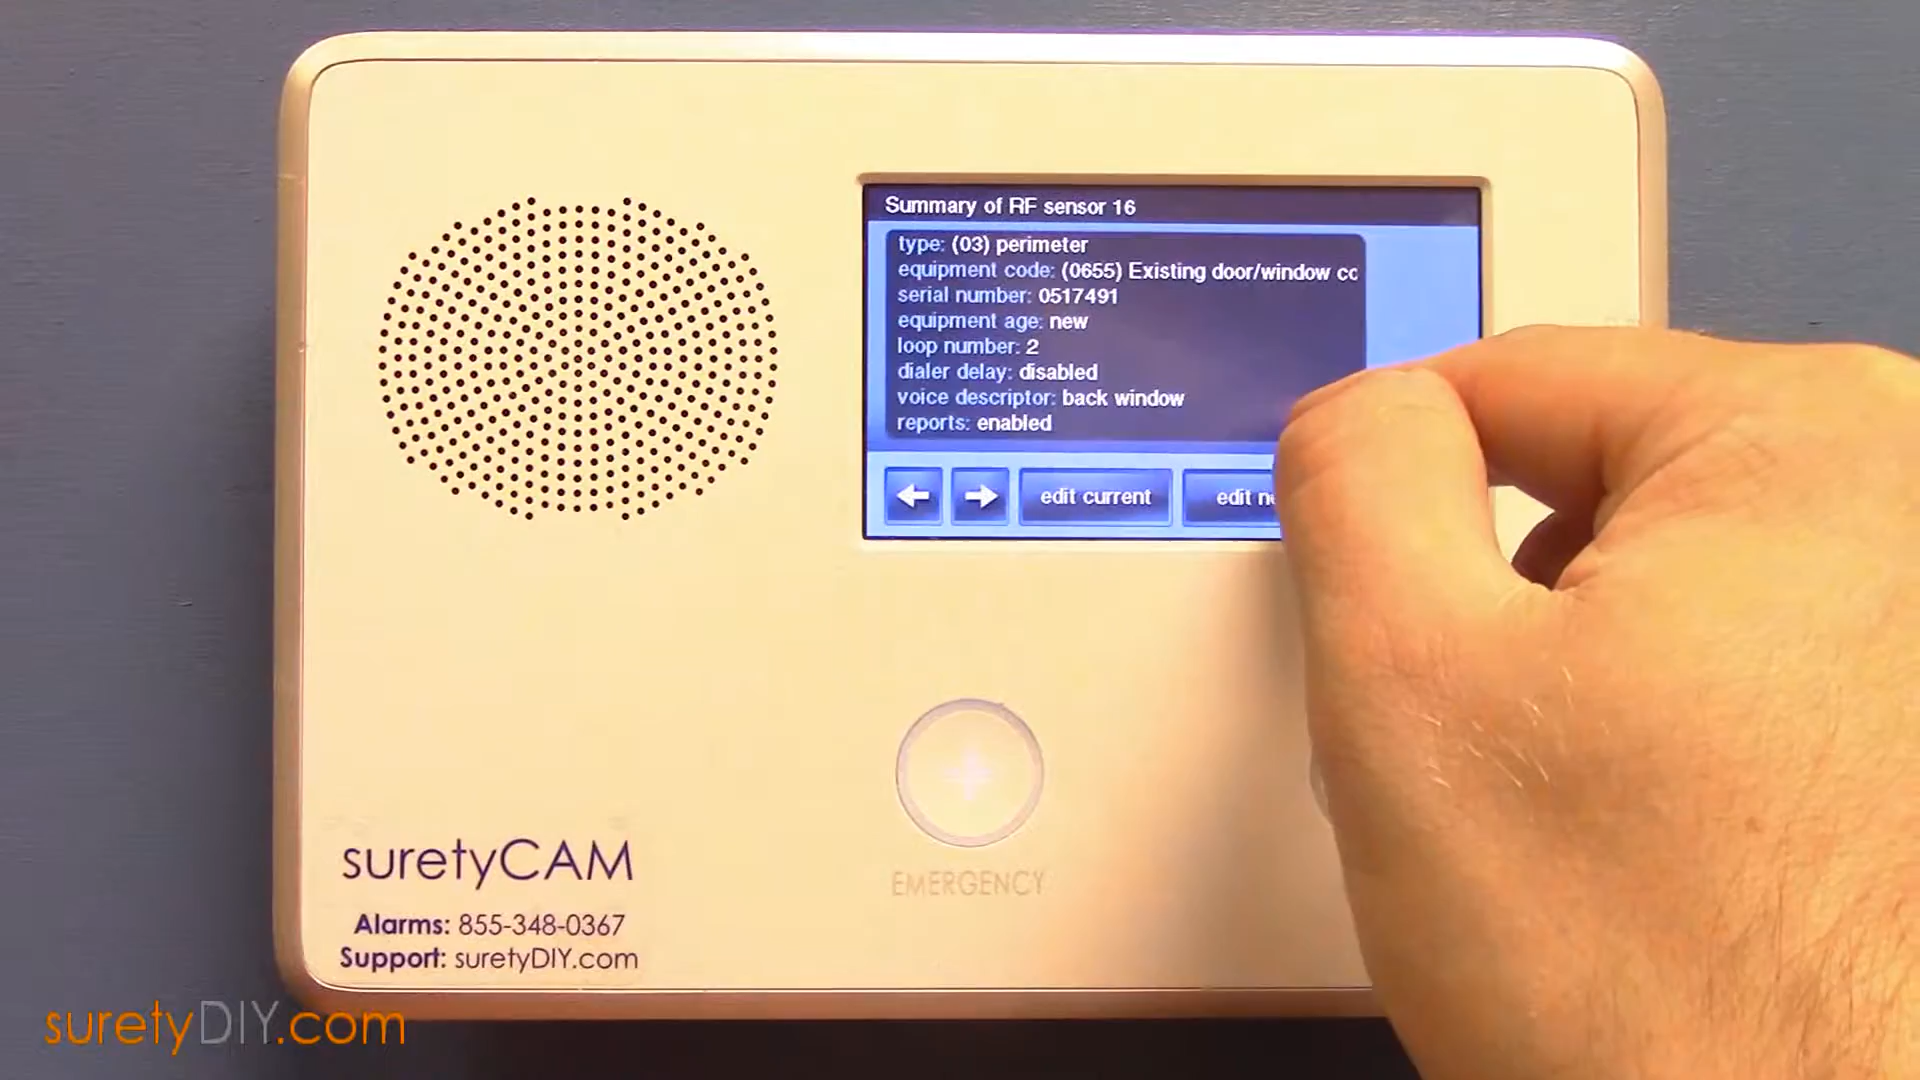 Summary of RF sensor 16
type: (03) perimeter
equipment code: (0655) Existing door/window co
serial number: 0517491
equipment age: new
loop number: 2
dialer delay: disabled
voice descriptor: back window
reports: enabled
edit current
edit
EMERGENCY
suretyCAM
Alarms: 855-348-0367
Support: suretyDIY.com
suretyDIY.com